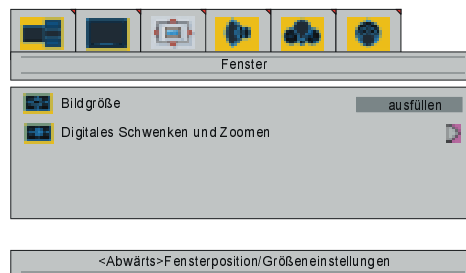 Fenster
Bildgröße ausfüllen
Digitales Schwenken und Zoomen
<Abwärts>Fensterposition/Größeneinstellungen